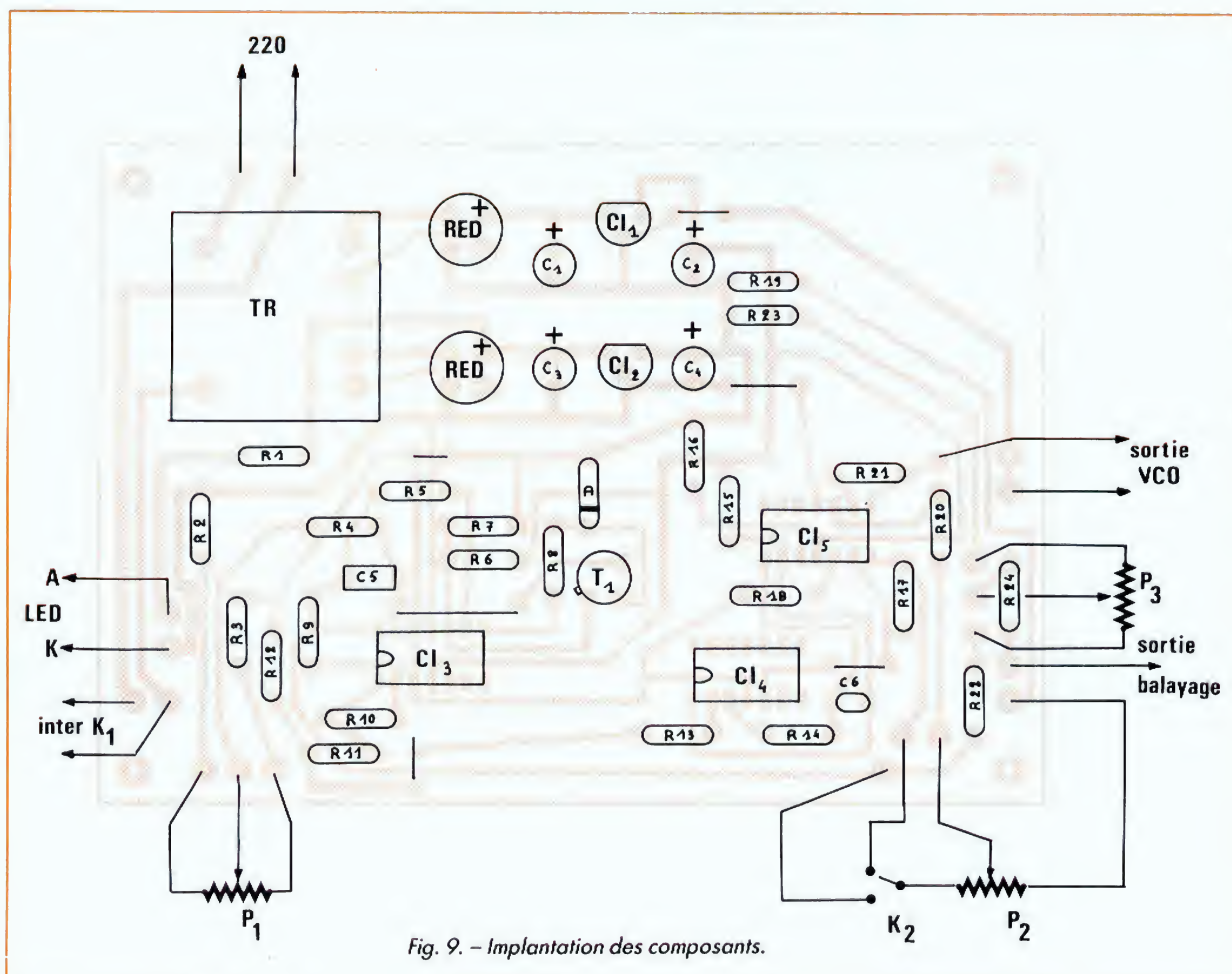 220
TR
RED +
RED +
+ C1
CI1
+ C2
R19
R23
+ C3
CI2
+ C4
R1
R2
R5
R4
R7
R6
C5
R8
T1
R16
R15
R21
CI5
R20
sortie
VCO
A
LED
K
inter K1
R3
R12
R9
CI3
R18
R17
R24
P3
CI4
C6
R22
sortie
balayage
R10
R11
R13
R14
P1
K2
P2
Fig. 9. – Implantation des composants.